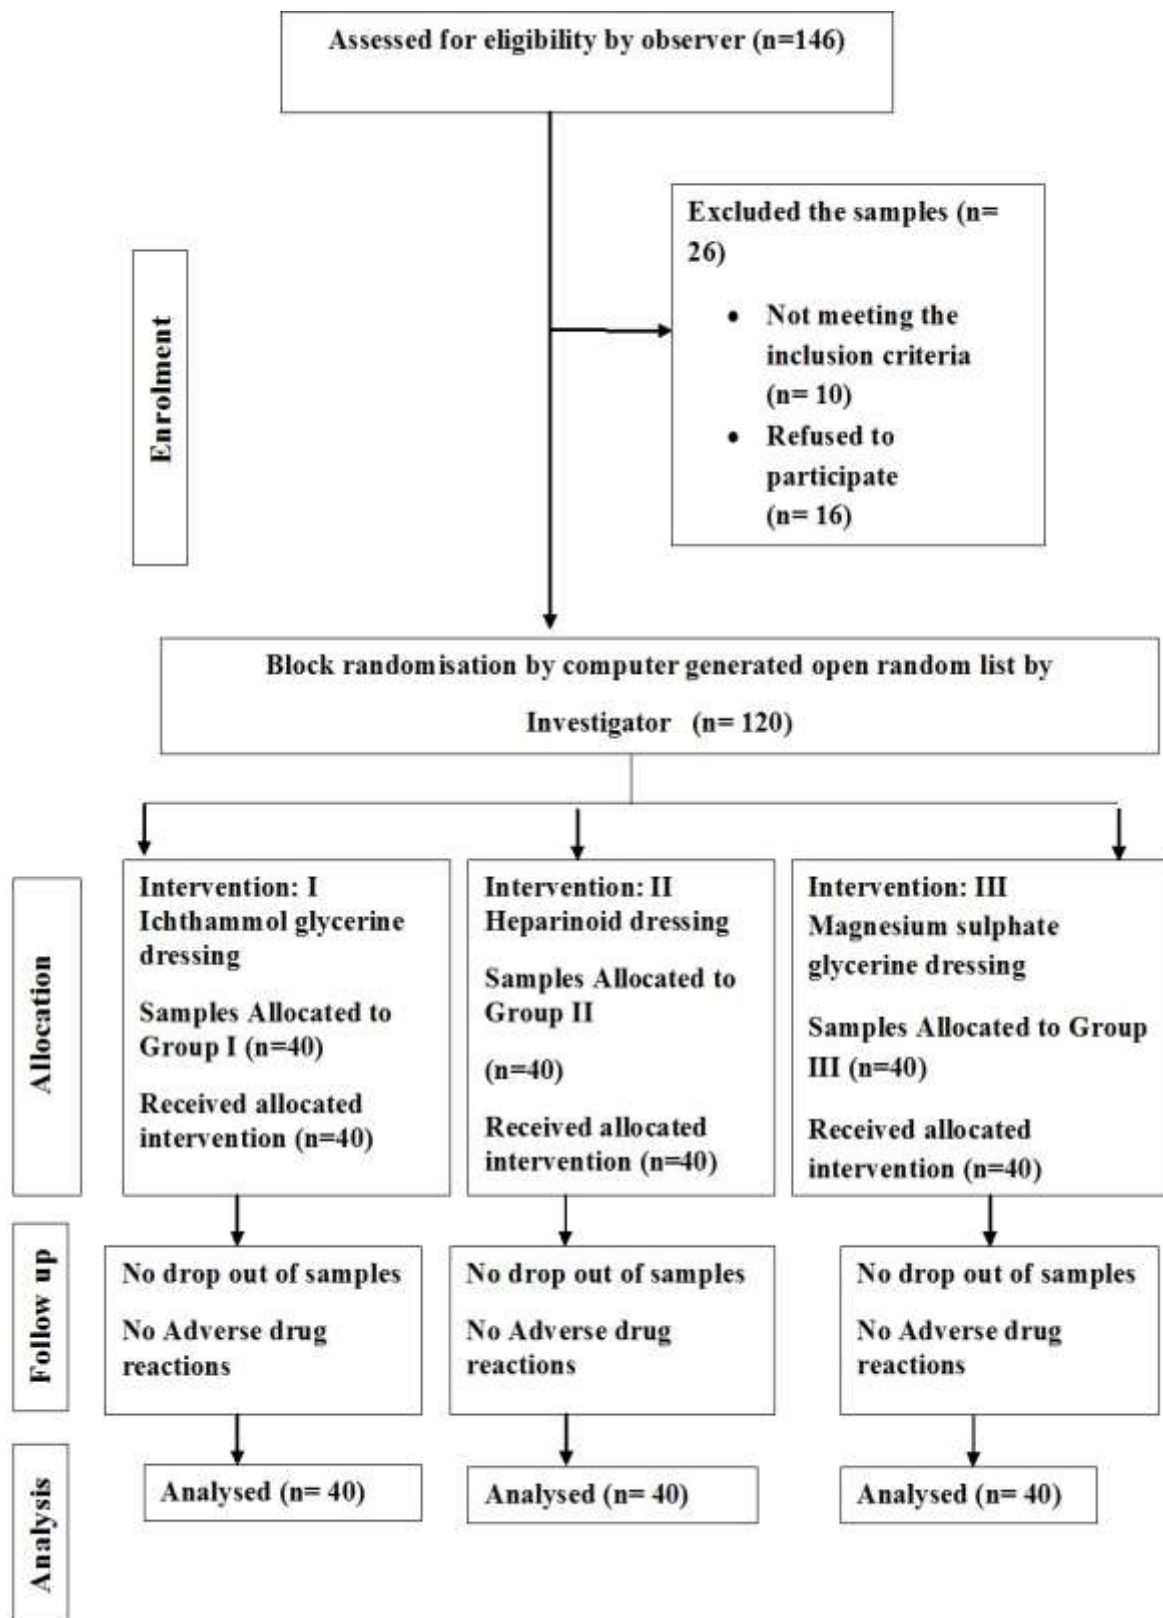 Assessed for eligibility by observer (n=146)
Excluded the samples (n=
26)
• Not meeting the
inclusion criteria
(n= 10)
• Refused to
participate
(n= 16)
Enrolment
Block randomisation by computer generated open random list by
Investigator (n= 120)
Allocation
Intervention: I
Ichthammol glycerine
dressing
Samples Allocated to
Group I (n=40)
Received allocated
intervention (n=40)
Intervention: II
Heparinoid dressing
Samples Allocated to
Group II
(n=40)
Received allocated
intervention (n=40)
Intervention: III
Magnesium sulphate
glycerine dressing
Samples Allocated to Group
III (n=40)
Received allocated
intervention (n=40)
Follow up
No drop out of samples
No Adverse drug
reactions
No drop out of samples
No Adverse drug
reactions
No drop out of samples
No Adverse drug
reactions
Analysis
Analysed (n= 40)
Analysed (n= 40)
Analysed (n= 40)